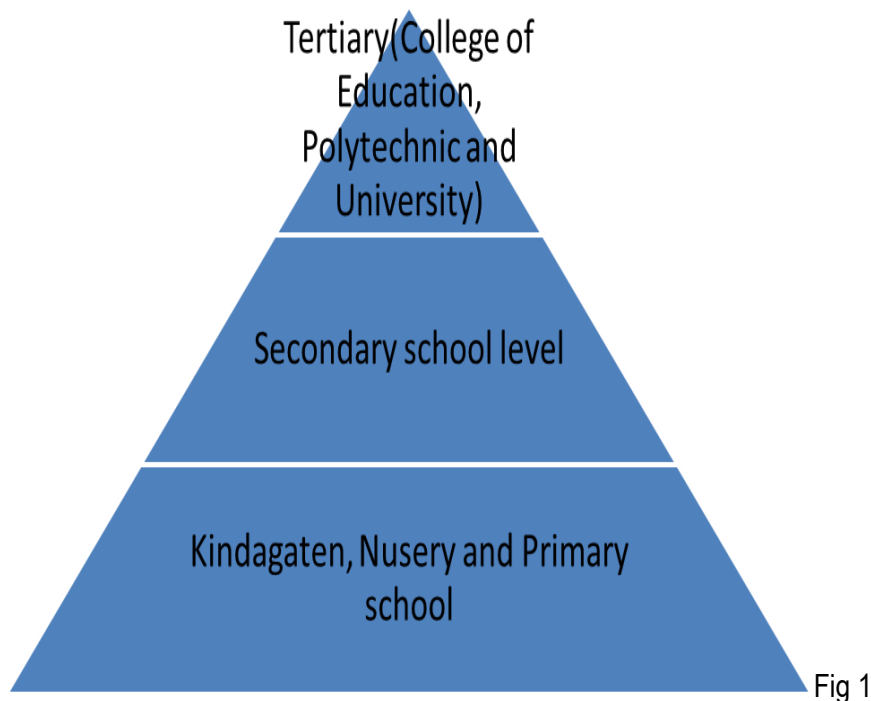 Tertiary(College of
Education,
Polytechnic and
University)
Secondary school level
Kindagaten, Nusery and Primary
school
Fig 1